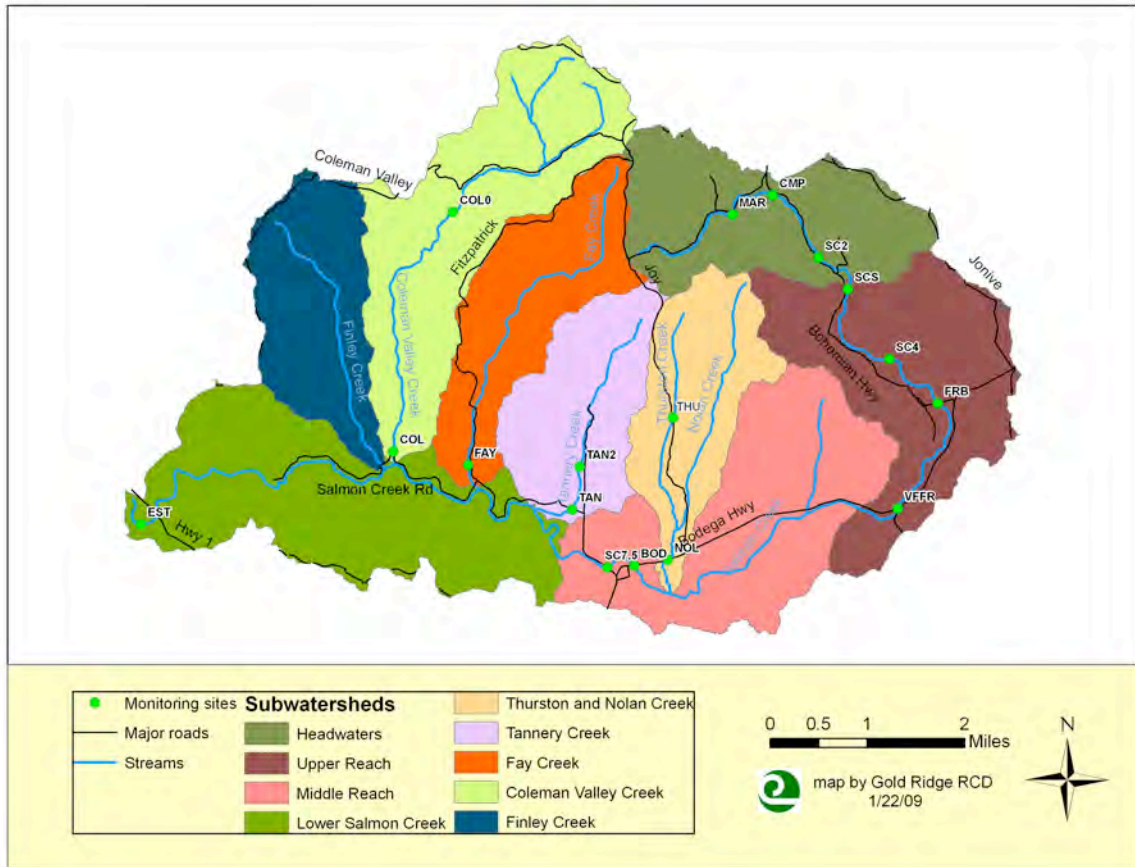 Coleman Valley
COL0
Fitzpatrick
Fay Creek
MAR
CMP
SC2
SCS
Jonive
Joy
Finley Creek
Coleman Valley Creek
Thurston Creek
Nolan Creek
Bohemian Hwy
SC4
FRB
THU
COL
FAY
TAN2
Tannery Creek
TAN
Salmon Creek Rd
EST
Hwy 1
VFFR
Bodega Hwy
SC7.5
BOD
NOL
Monitoring sites
Major roads
Streams
Subwatersheds
Headwaters
Upper Reach
Middle Reach
Lower Salmon Creek
Thurston and Nolan Creek
Tannery Creek
Fay Creek
Coleman Valley Creek
Finley Creek
0 0.5 1 2
Miles
map by Gold Ridge RCD
1/22/09
N